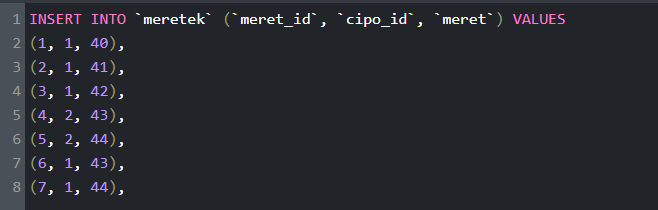 1 INSERT INTO `meretek` (`meret_id`, `cipo_id`, `meret`) VALUES
2 (1, 1, 40),
3 (2, 1, 41),
4 (3, 1, 42),
5 (4, 2, 43),
6 (5, 2, 44),
7 (6, 1, 43),
8 (7, 1, 44),